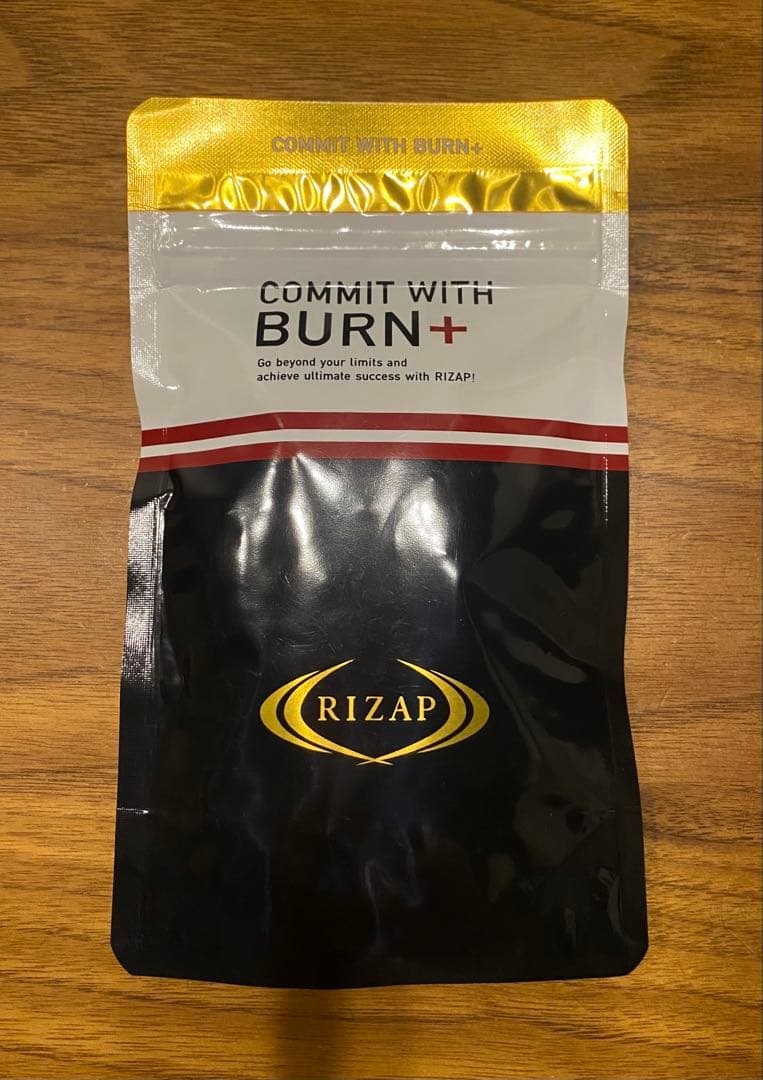 COMMIT WITH BURN+
COMMIT WITH
BURN+
Go beyond your limits and
achieve ultimate success with RIZAP!
RIZAP